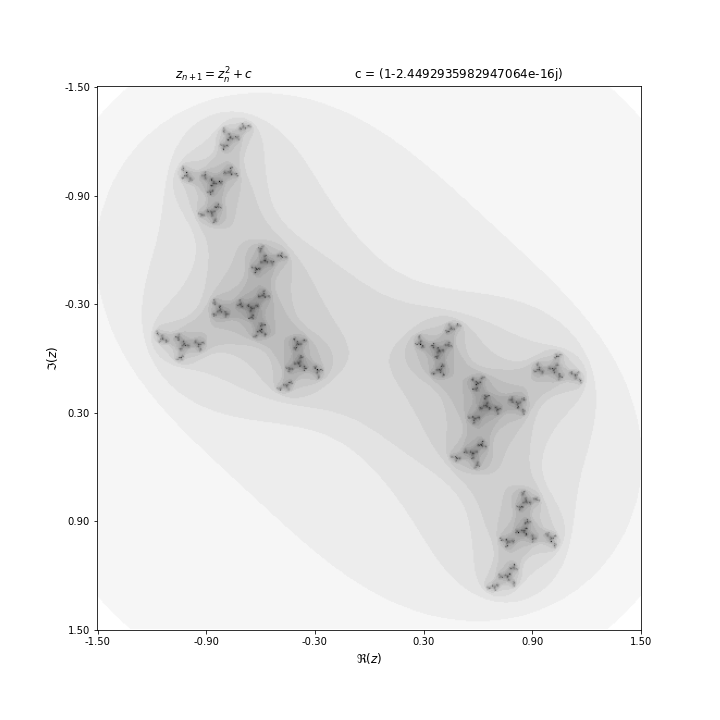 z_{n+1} = z_n^2 + c
c = (1-2.4492935982947064e-16j)
-1.50
-0.90
-0.30
0.30
0.90
1.50
ℑ(z)
-1.50 -0.90 -0.30 0.30 0.90 1.50
ℜ(z)